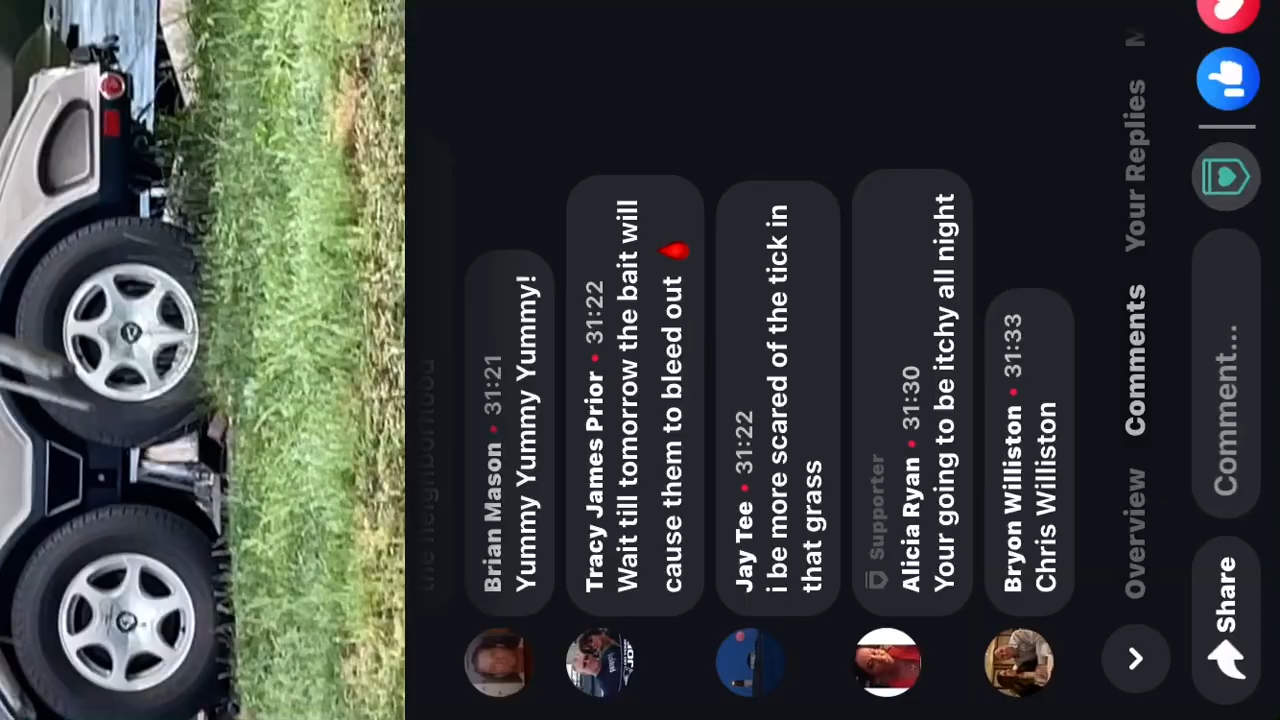 the neighborhood
Brian Mason • 31:21
Yummy Yummy Yummy!
Tracy James Prior • 31:22
Wait till tomorrow the bait will
cause them to bleed out 🩸
Jay Tee • 31:22
i be more scared of the tick in
that grass
Supporter
Alicia Ryan • 31:30
Your going to be itchy all night
Bryon Williston • 31:33
Chris Williston
Overview Comments Your Replies M
Share Comment...